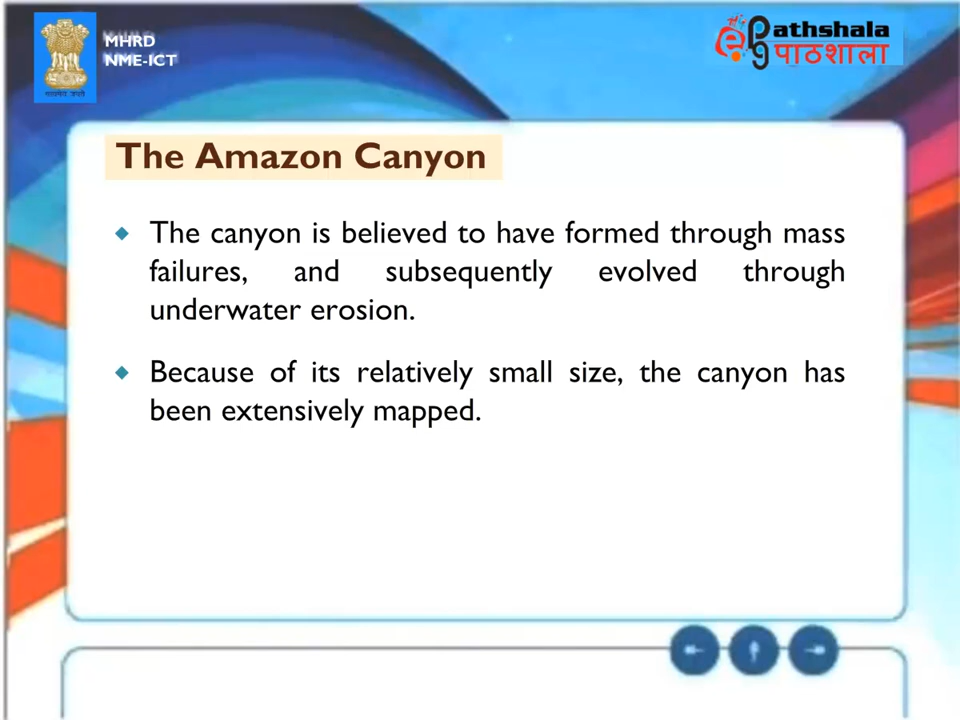 MHRD
NME-ICT
epg athshala
पाठशाला
The Amazon Canyon
The canyon is believed to have formed through mass
failures, and subsequently evolved through
underwater erosion.
Because of its relatively small size, the canyon has
been extensively mapped.